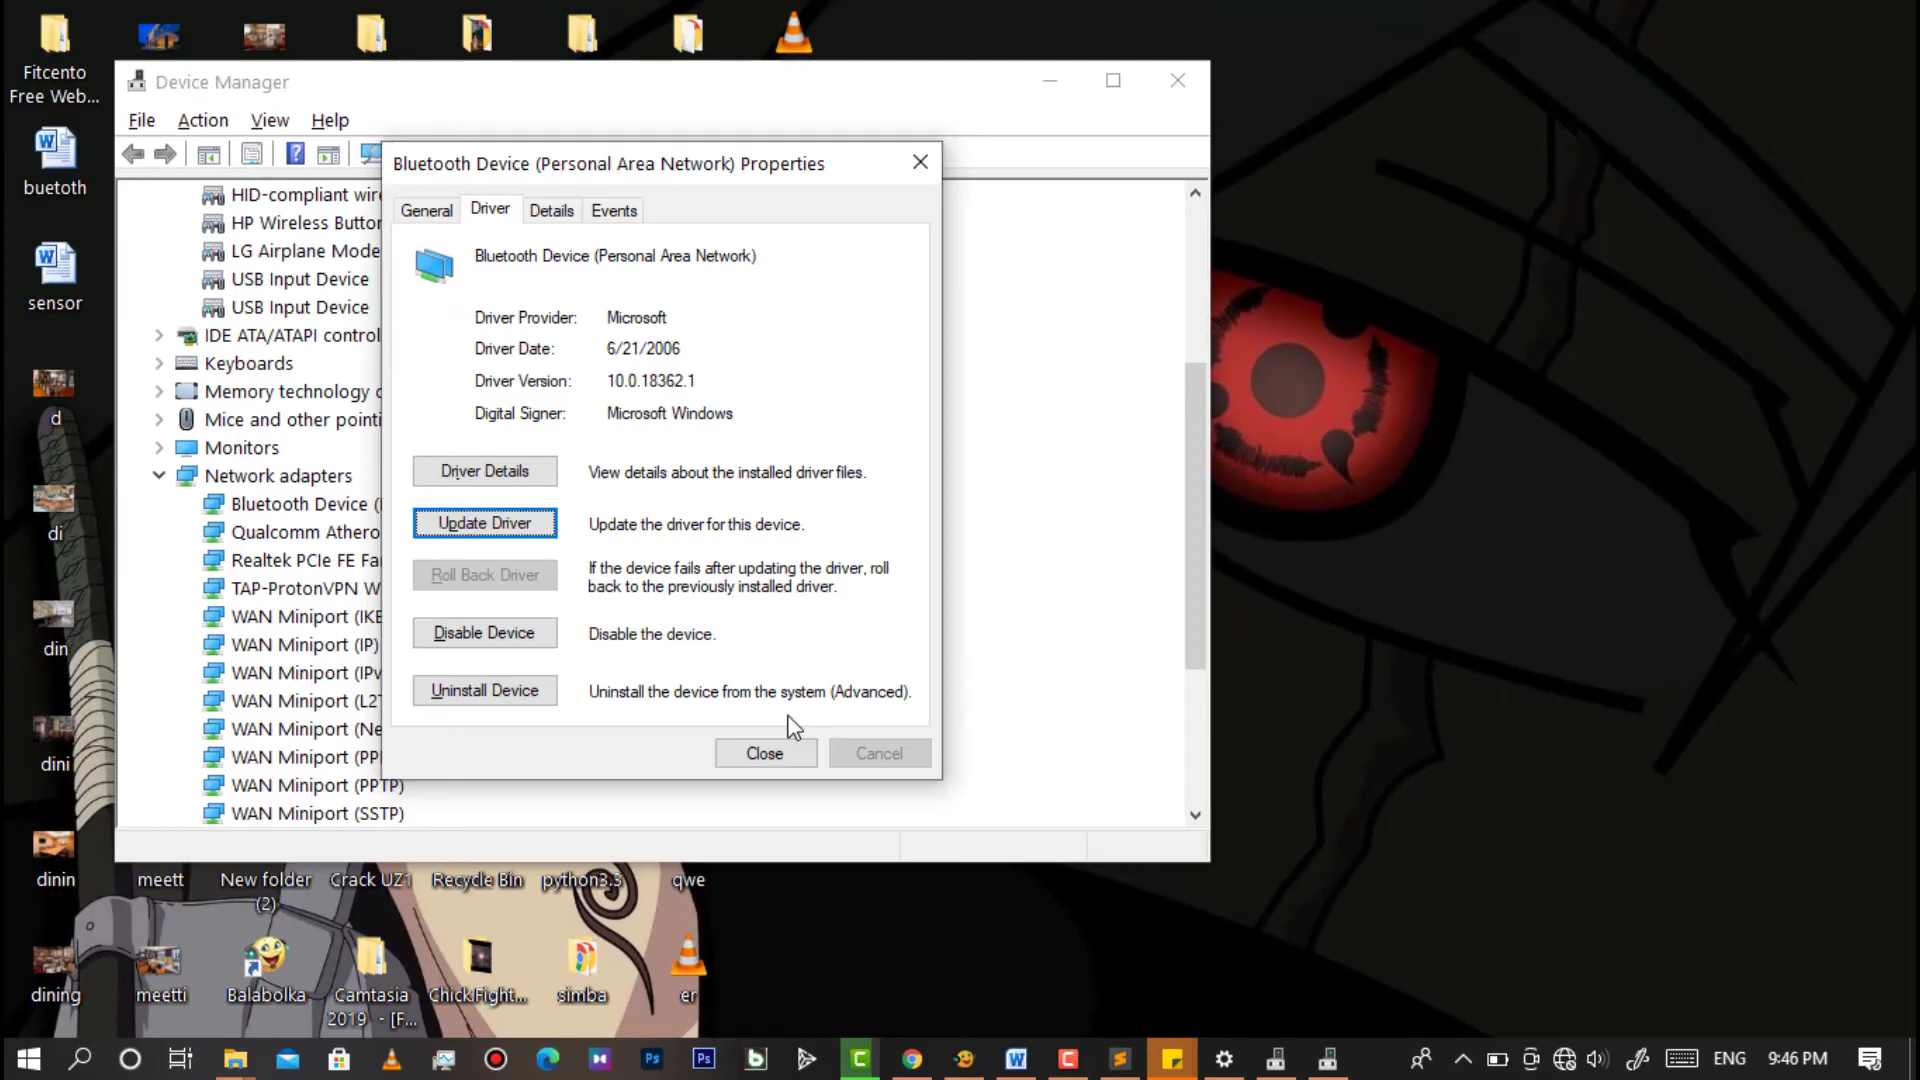 Fitcento
Free Web...
buetoth
sensor
d
di
din
dini
dinin
dining
Device Manager
File Action View Help
HID-compliant wire
HP Wireless Button
LG Airplane Mode
USB Input Device
USB Input Device
IDE ATA/ATAPI control
Keyboards
Memory technology
Mice and other pointi
Monitors
Network adapters
Bluetooth Device (
Qualcomm Athero
Realtek PCIe FE Fa
TAP-ProtonVPN W
WAN Miniport (IKE
WAN Miniport (IP)
WAN Miniport (IPv
WAN Miniport (L2T
WAN Miniport (Ne
WAN Miniport (PPI
WAN Miniport (PPTP)
WAN Miniport (SSTP)
Bluetooth Device (Personal Area Network) Properties
General Driver Details Events
Bluetooth Device (Personal Area Network)
Driver Provider: Microsoft
Driver Date: 6/21/2006
Driver Version: 10.0.18362.1
Digital Signer: Microsoft Windows
Driver Details View details about the installed driver files.
Update Driver Update the driver for this device.
Roll Back Driver If the device fails after updating the driver, roll
back to the previously installed driver.
Disable Device Disable the device.
Uninstall Device Uninstall the device from the system (Advanced).
Close Cancel
meett New folder Crack UZ1 Recycle Bin python3.3 qwe
(2)
meetti Balabolka Camtasia Chick.Fight... simba er
2019 - [F...
ENG 9:46 PM